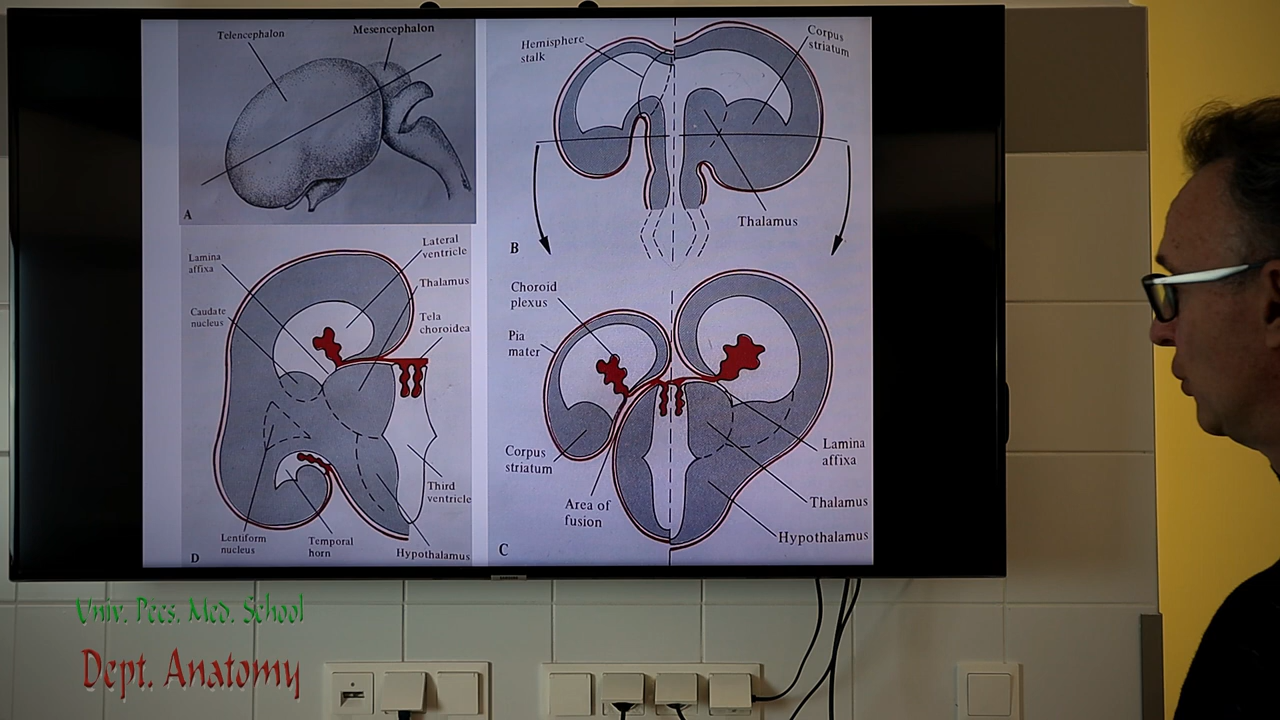 Telencephalon
Mesencephalon
A
Hemisphere
stalk
Corpus
striatum
Thalamus
B
Lamina
affixa
Caudate
nucleus
Lateral
ventricle
Thalamus
Tela
choroidea
Third
ventricle
Lentiform
nucleus
Temporal
horn
Hypothalamus
D
Choroid
plexus
Pia
mater
Corpus
striatum
Area of
fusion
Lamina
affixa
Thalamus
Hypothalamus
C
Univ. Pécs. Med. School
Dept. Anatomy